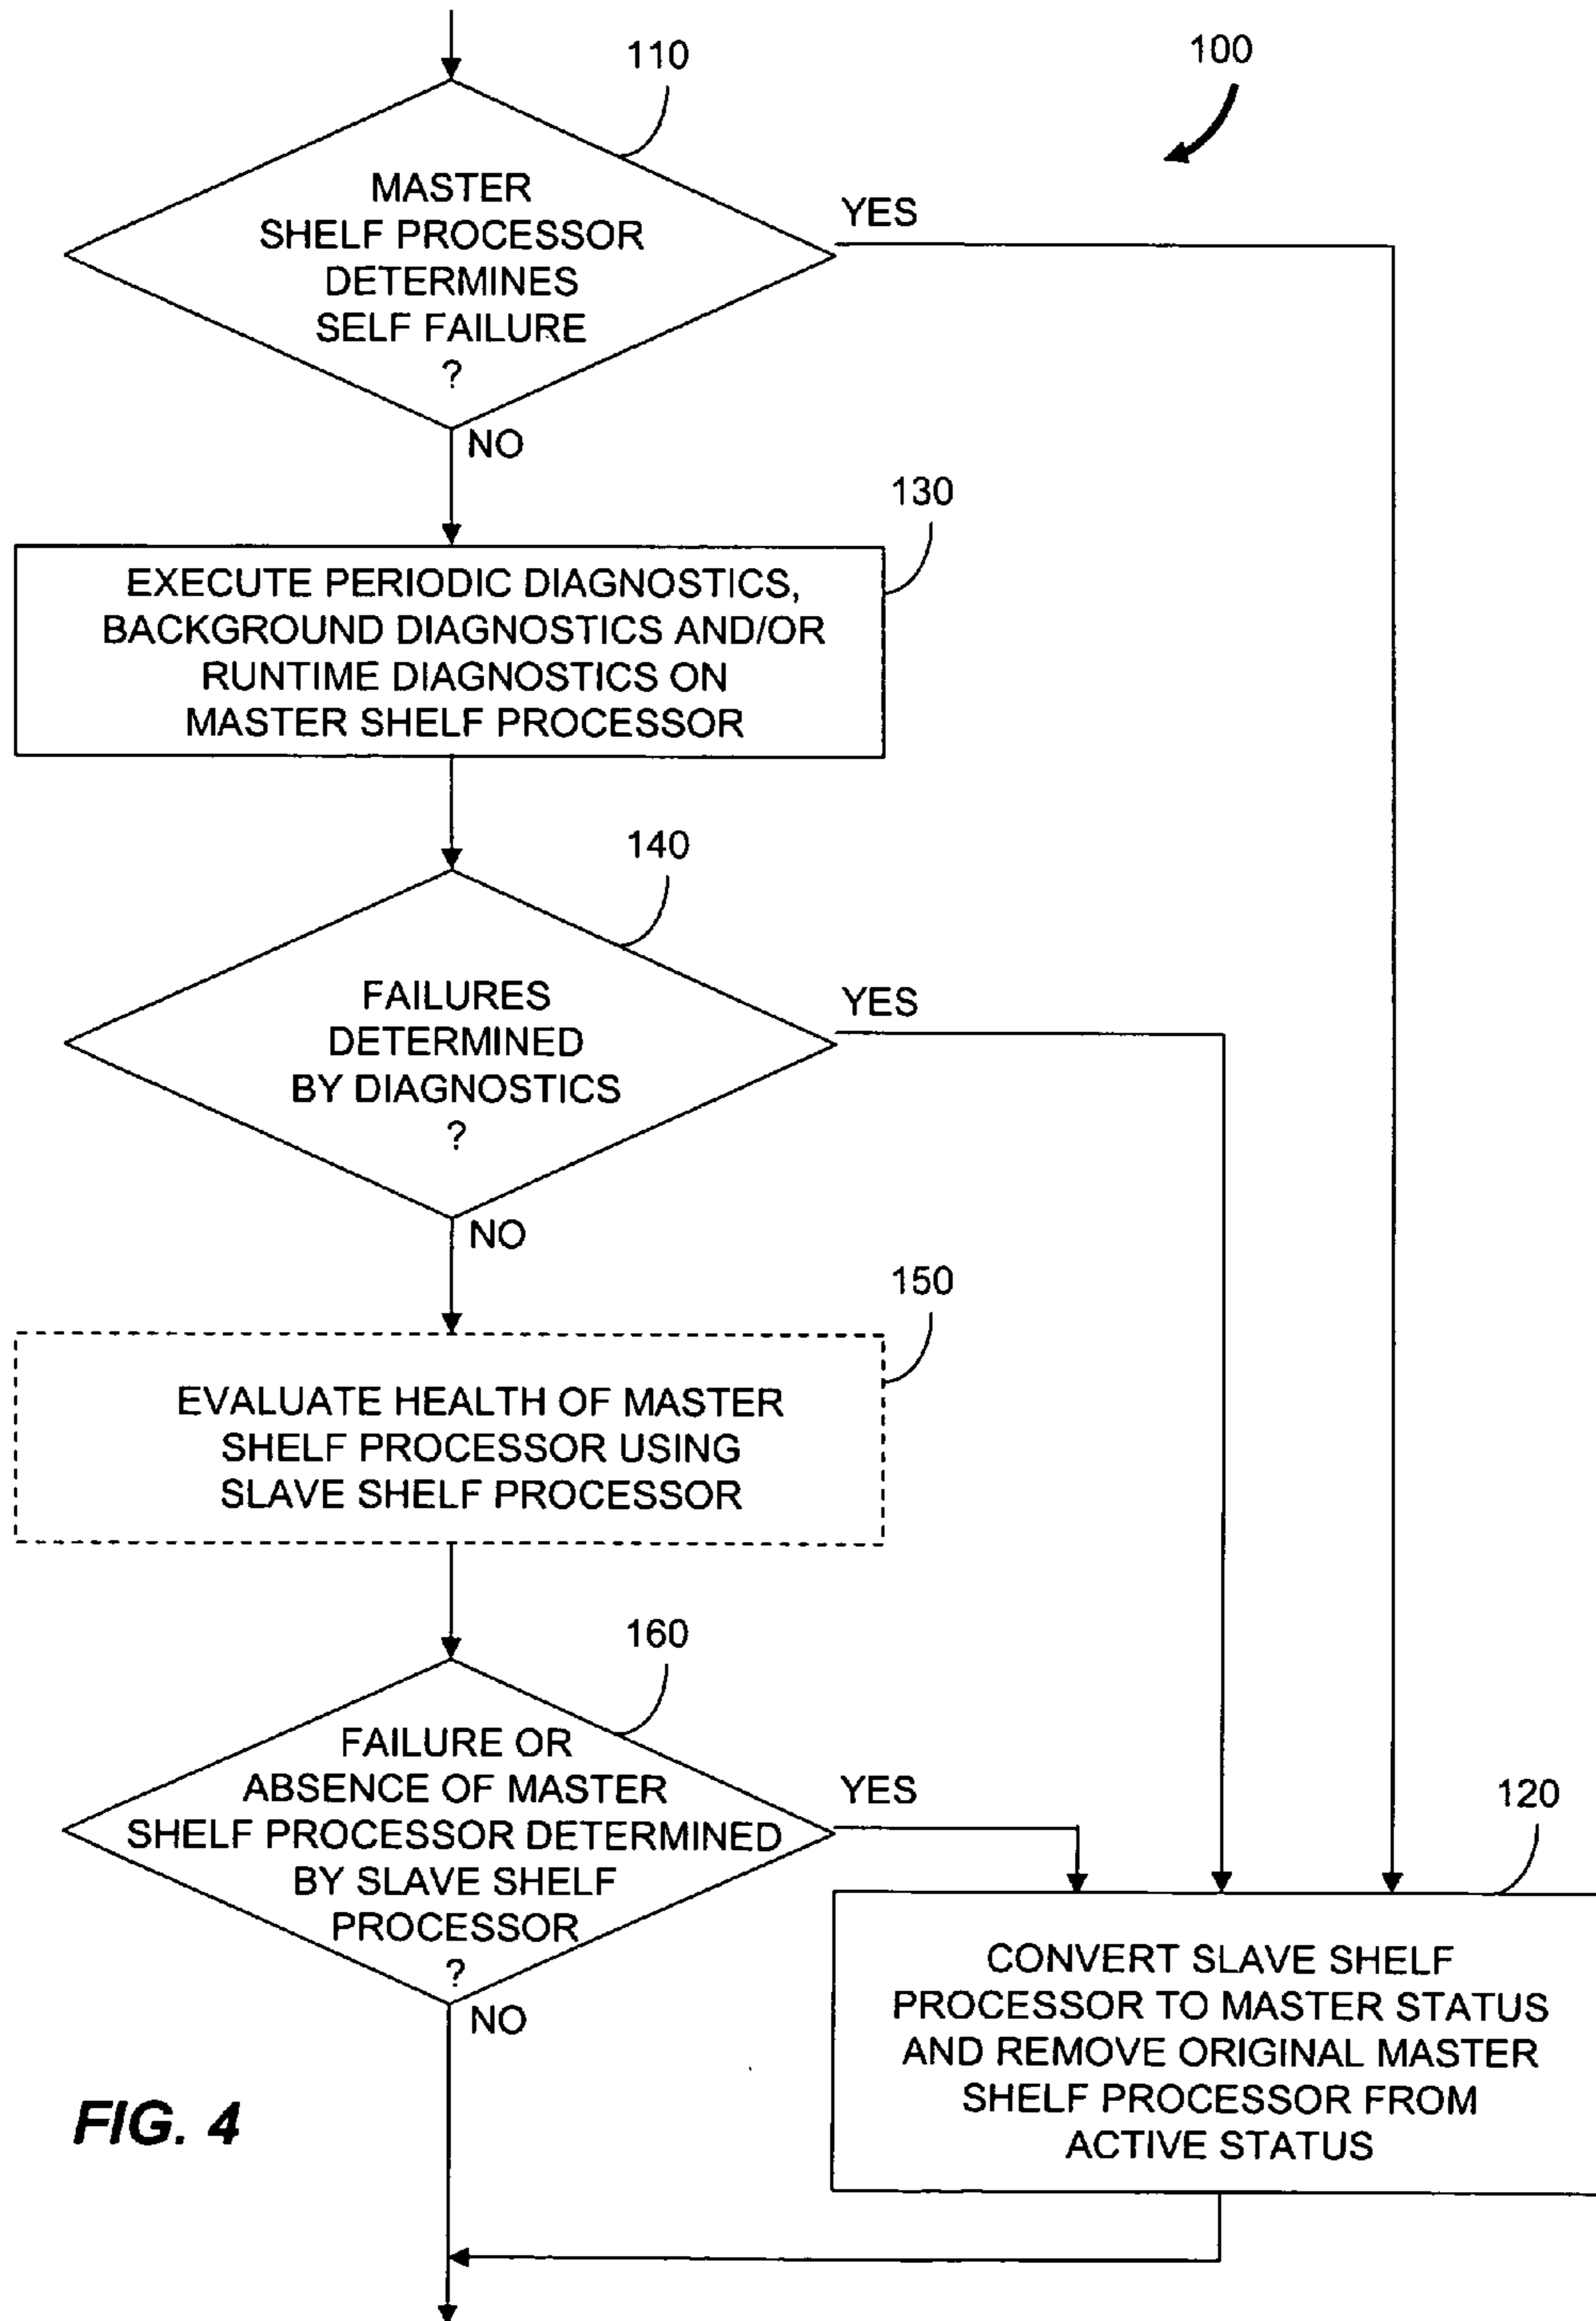 110
100
MASTER
SHELF PROCESSOR
DETERMINES
SELF FAILURE
?
YES
NO
130
EXECUTE PERIODIC DIAGNOSTICS,
BACKGROUND DIAGNOSTICS AND/OR
RUNTIME DIAGNOSTICS ON
MASTER SHELF PROCESSOR
140
FAILURES
DETERMINED
BY DIAGNOSTICS
?
YES
NO
150
EVALUATE HEALTH OF MASTER
SHELF PROCESSOR USING
SLAVE SHELF PROCESSOR
160
FAILURE OR
ABSENCE OF MASTER
SHELF PROCESSOR DETERMINED
BY SLAVE SHELF
PROCESSOR
?
YES
NO
120
CONVERT SLAVE SHELF
PROCESSOR TO MASTER STATUS
AND REMOVE ORIGINAL MASTER
SHELF PROCESSOR FROM
ACTIVE STATUS
FIG. 4